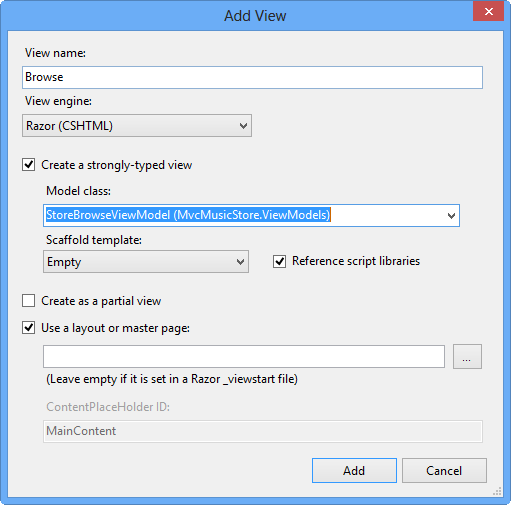 Add View
View name:
Browse
View engine:
Razor (CSHTML)
Create a strongly-typed view
Model class:
StoreBrowseViewModel (MvcMusicStore.ViewModels)
Scaffold template:
Empty
Reference script libraries
Create as a partial view
Use a layout or master page:
...
(Leave empty if it is set in a Razor _viewstart file)
ContentPlaceHolder ID:
MainContent
Add
Cancel